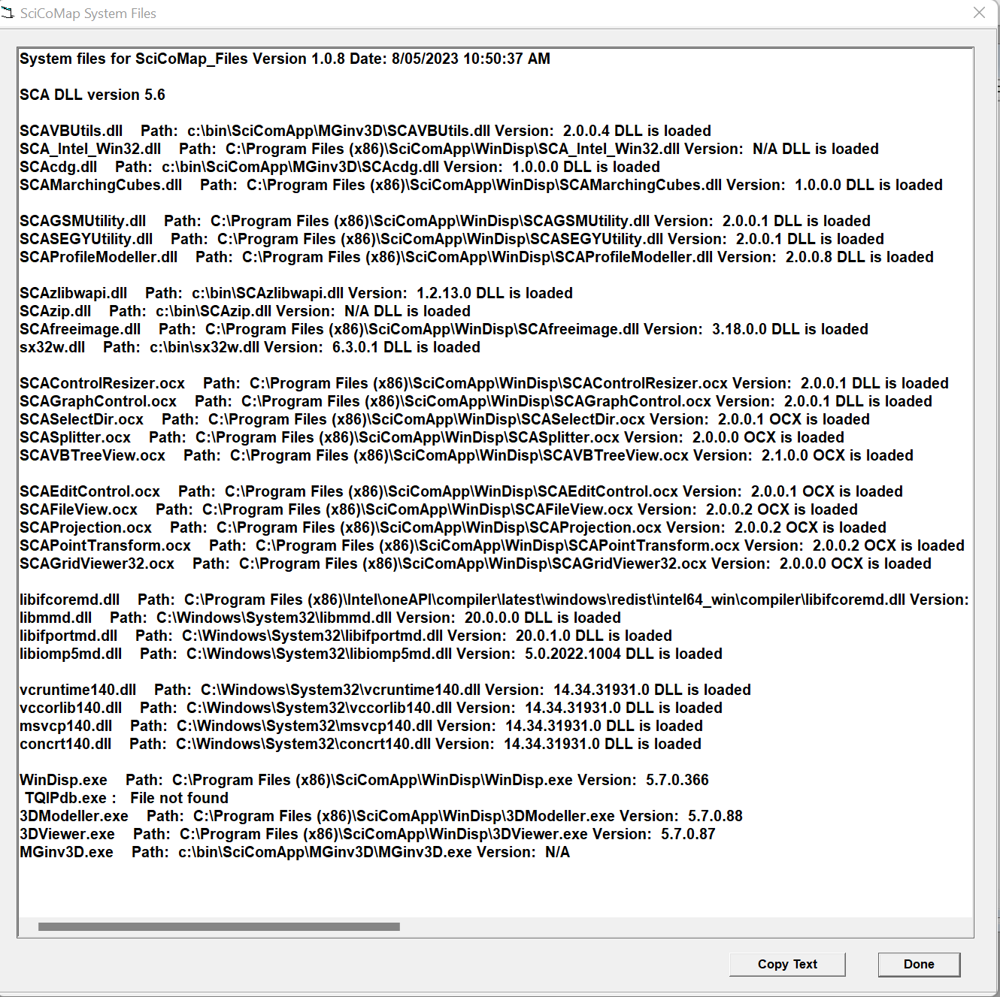 SciCoMap System Files
System files for SciCoMap_Files Version 1.0.8 Date: 8/05/2023 10:50:37 AM
SCA DLL version 5.6
SCAVBUtils.dll    Path:  c:\bin\SciComApp\MGinv3D\SCAVBUtils.dll Version:  2.0.0.4 DLL is loaded
SCA_Intel_Win32.dll    Path:  C:\Program Files (x86)\SciComApp\WinDisp\SCA_Intel_Win32.dll Version:  N/A DLL is loaded
SCAcdg.dll    Path:  c:\bin\SciComApp\MGinv3D\SCAcdg.dll Version:  1.0.0.0 DLL is loaded
SCAMarchingCubes.dll    Path:  C:\Program Files (x86)\SciComApp\WinDisp\SCAMarchingCubes.dll Version:  1.0.0.0 DLL is loaded
SCAGSMUtility.dll    Path:  C:\Program Files (x86)\SciComApp\WinDisp\SCAGSMUtility.dll Version:  2.0.0.1 DLL is loaded
SCASEGYUtility.dll    Path:  C:\Program Files (x86)\SciComApp\WinDisp\SCASEGYUtility.dll Version:  2.0.0.1 DLL is loaded
SCAProfileModeller.dll    Path:  C:\Program Files (x86)\SciComApp\WinDisp\SCAProfileModeller.dll Version:  2.0.0.8 DLL is loaded
SCAzlibwapi.dll    Path:  c:\bin\SCAzlibwapi.dll Version:  1.2.13.0 DLL is loaded
SCAzip.dll    Path:  c:\bin\SCAzip.dll Version:  N/A DLL is loaded
SCAfreeimage.dll    Path:  C:\Program Files (x86)\SciComApp\WinDisp\SCAfreeimage.dll Version:  3.18.0.0 DLL is loaded
sx32w.dll    Path:  c:\bin\sx32w.dll Version:  6.3.0.1 DLL is loaded
SCAControlResizer.ocx    Path:  C:\Program Files (x86)\SciComApp\WinDisp\SCAControlResizer.ocx Version:  2.0.0.1 DLL is loaded
SCAGraphControl.ocx    Path:  C:\Program Files (x86)\SciComApp\WinDisp\SCAGraphControl.ocx Version:  2.0.0.1 DLL is loaded
SCASelectDir.ocx    Path:  C:\Program Files (x86)\SciComApp\WinDisp\SCASelectDir.ocx Version:  2.0.0.1 OCX is loaded
SCASplitter.ocx    Path:  C:\Program Files (x86)\SciComApp\WinDisp\SCASplitter.ocx Version:  2.0.0.0 OCX is loaded
SCAVBTreeView.ocx    Path:  C:\Program Files (x86)\SciComApp\WinDisp\SCAVBTreeView.ocx Version:  2.1.0.0 OCX is loaded
SCAEditControl.ocx    Path:  C:\Program Files (x86)\SciComApp\WinDisp\SCAEditControl.ocx Version:  2.0.0.1 OCX is loaded
SCAFileView.ocx    Path:  C:\Program Files (x86)\SciComApp\WinDisp\SCAFileView.ocx Version:  2.0.0.2 OCX is loaded
SCAProjection.ocx    Path:  C:\Program Files (x86)\SciComApp\WinDisp\SCAProjection.ocx Version:  2.0.0.2 OCX is loaded
SCAPointTransform.ocx    Path:  C:\Program Files (x86)\SciComApp\WinDisp\SCAPointTransform.ocx Version:  2.0.0.2 OCX is loaded
SCAGridViewer32.ocx    Path:  C:\Program Files (x86)\SciComApp\WinDisp\SCAGridViewer32.ocx Version:  2.0.0.0 OCX is loaded
libifcoremd.dll    Path:  C:\Program Files (x86)\Intel\oneAPI\compiler\latest\windows\redist\intel64_win\compiler\libifcoremd.dll Version:
libmmd.dll    Path:  C:\Windows\System32\libmmd.dll Version:  20.0.0.0 DLL is loaded
libifportmd.dll    Path:  C:\Windows\System32\libifportmd.dll Version:  20.0.1.0 DLL is loaded
libiomp5md.dll    Path:  C:\Windows\System32\libiomp5md.dll Version:  5.0.2022.1004 DLL is loaded
vcruntime140.dll    Path:  C:\Windows\System32\vcruntime140.dll Version:  14.34.31931.0 DLL is loaded
vccorlib140.dll    Path:  C:\Windows\System32\vccorlib140.dll Version:  14.34.31931.0 DLL is loaded
msvcp140.dll    Path:  C:\Windows\System32\msvcp140.dll Version:  14.34.31931.0 DLL is loaded
concrt140.dll    Path:  C:\Windows\System32\concrt140.dll Version:  14.34.31931.0 DLL is loaded
WinDisp.exe    Path:  C:\Program Files (x86)\SciComApp\WinDisp\WinDisp.exe Version:  5.7.0.366
TQIPdb.exe :   File not found
3DModeller.exe    Path:  C:\Program Files (x86)\SciComApp\WinDisp\3DModeller.exe Version:  5.7.0.88
3DViewer.exe    Path:  C:\Program Files (x86)\SciComApp\WinDisp\3DViewer.exe Version:  5.7.0.87
MGinv3D.exe    Path:  c:\bin\SciComApp\MGinv3D\MGinv3D.exe Version:  N/A
Copy Text
Done